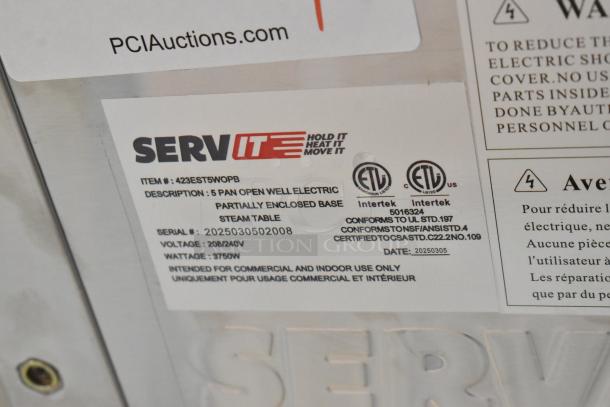 PCIAuctions.com
SERVIT HOLD IT
HEAT IT
MOVE IT
ITEM # : 423EST5WOPB
DESCRIPTION : 5 PAN OPEN WELL ELECTRIC
PARTIALLY ENCLOSED BASE
STEAM TABLE
SERIAL# : 2025030502008
VOLTAGE : 208/240V
WATTAGE : 3750W
INTENDED FOR COMMERCIAL AND INDOOR USE ONLY
UNIQUEMENT POUR USAGE COMMERCIAL ET INTÉRIEUR
ETL C ETL US
Intertek Intertek
5016324
CONFORMS TO UL STD.197
CONFORMSTONSF/ANSISTD.4
CERTIFIEDTOCSASTD.C22.2NO.109
DATE: 20250305
WA
TO REDUCE TH
ELECTRIC SHO
COVER.NO US
PARTS INSIDE
DONE BYAUT
PERSONNEL O
Ave
Pour réduire l
électrique, ne
Aucune pièce
l'utilisateur à
Les réparatio
que par du pe
SERV